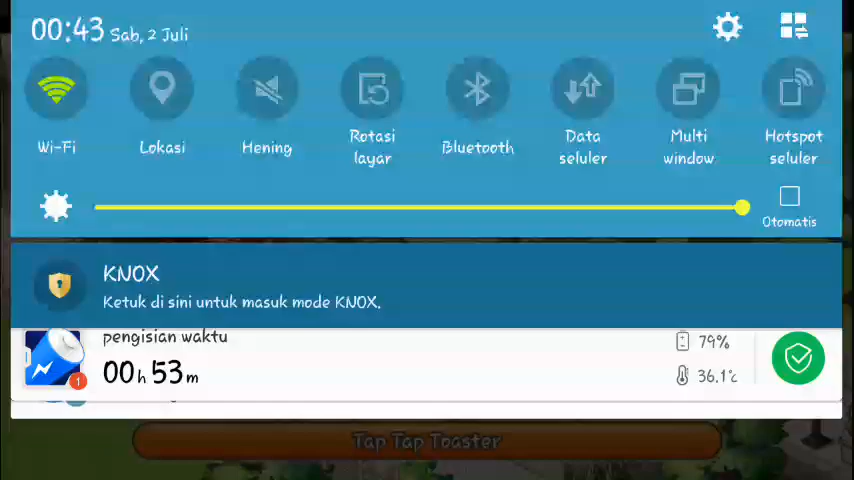 00:43 Sab, 2 Juli
Wi-Fi
Lokasi
Hening
Rotasi
layar
Bluetooth
Data
seluler
Multi
window
Hotspot
seluler
Otomatis
KNOX
Ketuk di sini untuk masuk mode KNOX.
pengisian waktu
00h 53m
1
79%
36.1°c
Tap Tap Toaster